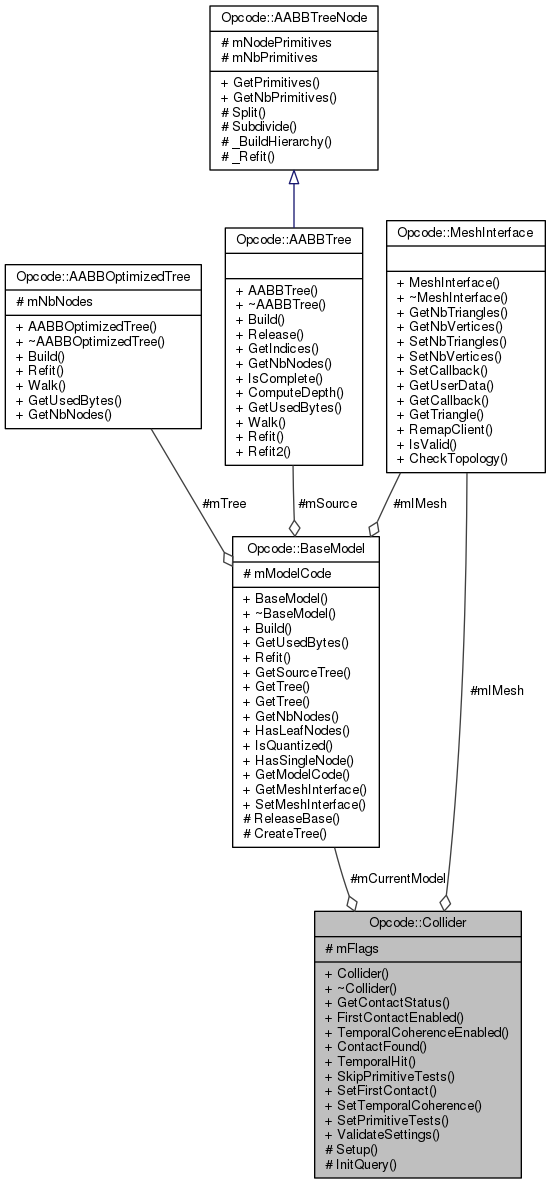 Opcode::AABBTreeNode
# mNodePrimitives
# mNbPrimitives
+ GetPrimitives()
+ GetNbPrimitives()
# Split()
# Subdivide()
# _BuildHierarchy()
# _Refit()
Opcode::AABBOptimizedTree
# mNbNodes
+ AABBOptimizedTree()
+ ~AABBOptimizedTree()
+ Build()
+ Refit()
+ Walk()
+ GetUsedBytes()
+ GetNbNodes()
Opcode::AABBTree
+ AABBTree()
+ ~AABBTree()
+ Build()
+ Release()
+ GetIndices()
+ GetNbNodes()
+ IsComplete()
+ ComputeDepth()
+ GetUsedBytes()
+ Walk()
+ Refit()
+ Refit2()
Opcode::MeshInterface
+ MeshInterface()
+ ~MeshInterface()
+ GetNbTriangles()
+ GetNbVertices()
+ SetNbTriangles()
+ SetNbVertices()
+ SetCallback()
+ GetUserData()
+ GetCallback()
+ GetTriangle()
+ RemapClient()
+ IsValid()
+ CheckTopology()
#mTree
#mSource
#mIMesh
Opcode::BaseModel
# mModelCode
+ BaseModel()
+ ~BaseModel()
+ Build()
+ GetUsedBytes()
+ Refit()
+ GetSourceTree()
+ GetTree()
+ GetTree()
+ GetNbNodes()
+ HasLeafNodes()
+ IsQuantized()
+ HasSingleNode()
+ GetModelCode()
+ GetMeshInterface()
+ SetMeshInterface()
# ReleaseBase()
# CreateTree()
#mIMesh
#mCurrentModel
Opcode::Collider
# mFlags
+ Collider()
+ ~Collider()
+ GetContactStatus()
+ FirstContactEnabled()
+ TemporalCoherenceEnabled()
+ ContactFound()
+ TemporalHit()
+ SkipPrimitiveTests()
+ SetFirstContact()
+ SetTemporalCoherence()
+ SetPrimitiveTests()
+ ValidateSettings()
# Setup()
# InitQuery()